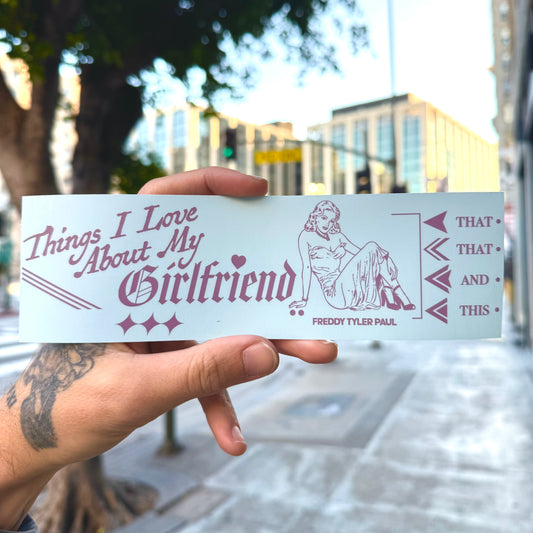 Things I Love
About My
Girlfriend
FREDDY TYLER PAUL
THAT
THAT
AND
THIS